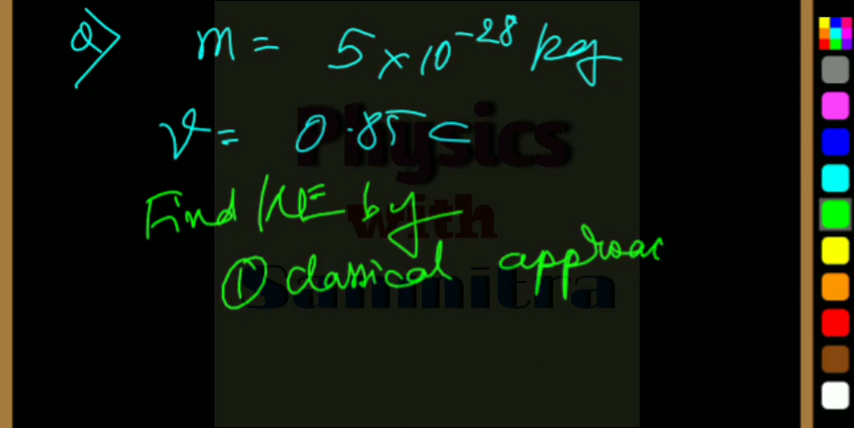 Q> m = 5 × 10⁻²⁸ kg
v = 0.85 c
Find KE by
① classical approac
Physics
with
Sanmitra